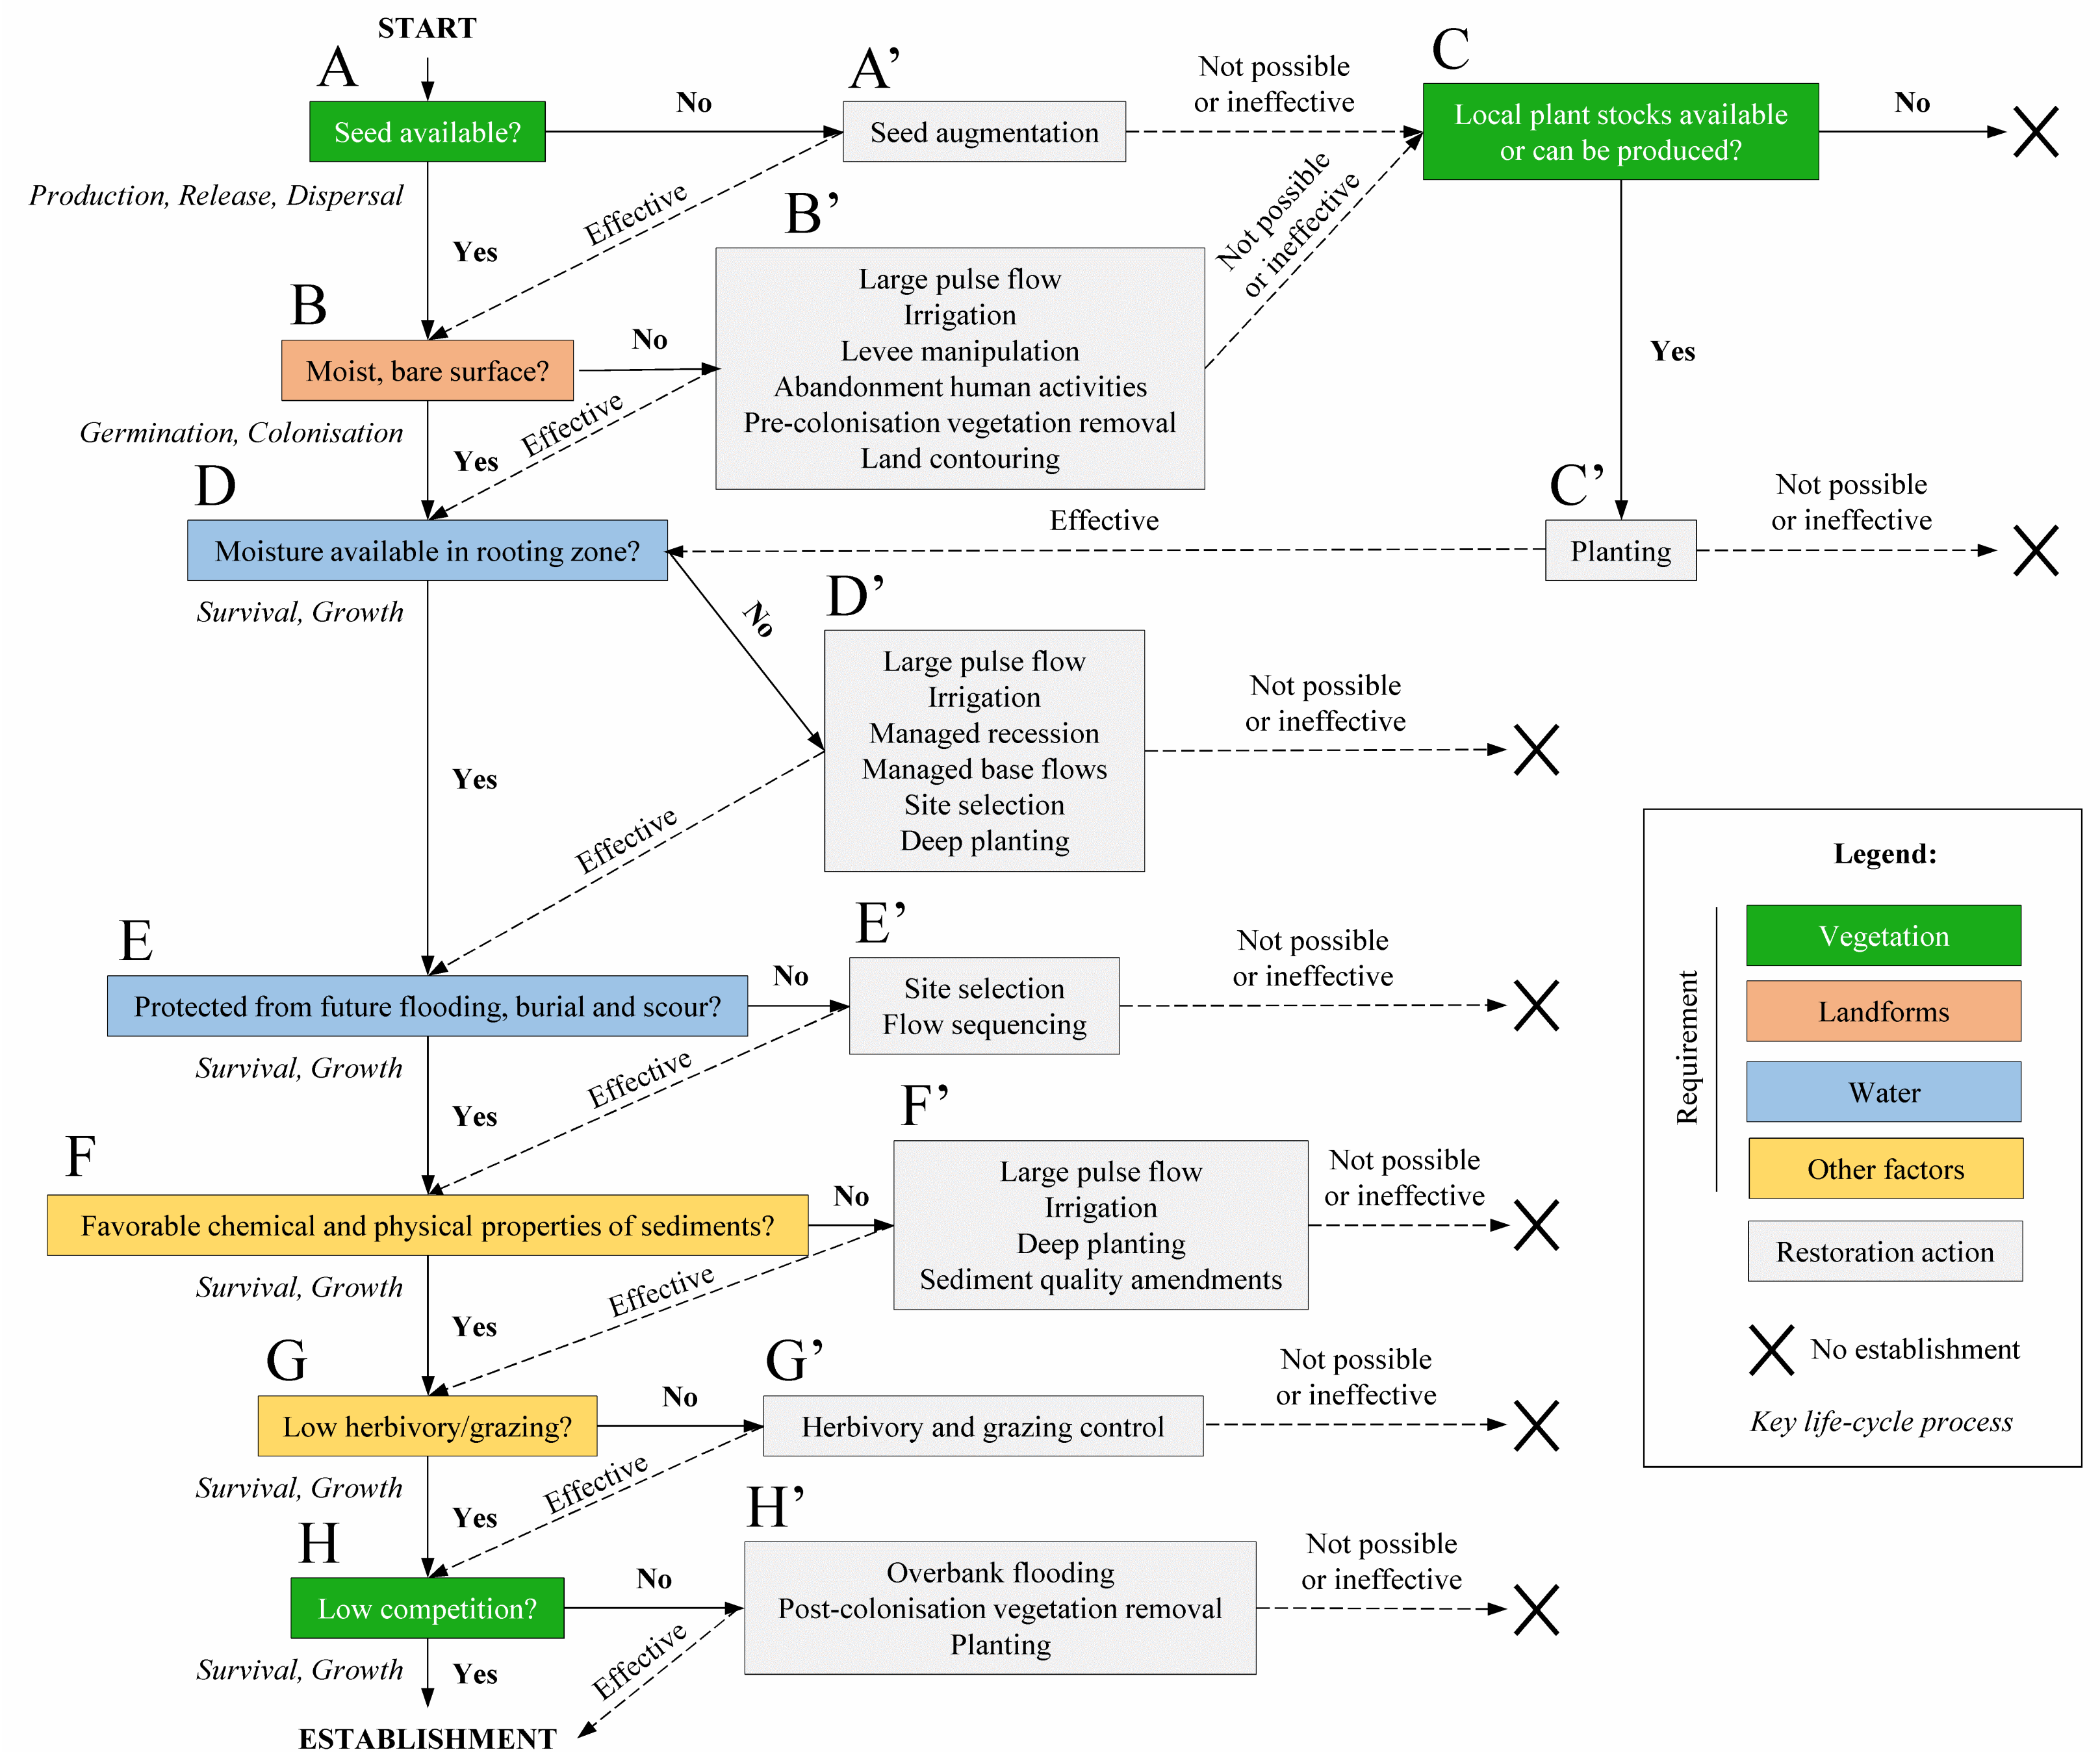 START
A
Seed available?
No
A’
Seed augmentation
Not possible
or ineffective
C
Local plant stocks available
or can be produced?
No
Production, Release, Dispersal
Yes
Effective
B
Moist, bare surface?
No
B’
Large pulse flow
Irrigation
Levee manipulation
Abandonment human activities
Pre-colonisation vegetation removal
Land contouring
Not possible
or ineffective
Yes
Germination, Colonisation
Yes
Effective
D
Moisture available in rooting zone?
Effective
C’
Planting
Not possible
or ineffective
Survival, Growth
No
D’
Large pulse flow
Irrigation
Managed recession
Managed base flows
Site selection
Deep planting
Not possible
or ineffective
Yes
Effective
E
Protected from future flooding, burial and scour?
No
E’
Site selection
Flow sequencing
Not possible
or ineffective
Survival, Growth
Yes
Effective
F
Favorable chemical and physical properties of sediments?
No
F’
Large pulse flow
Irrigation
Deep planting
Sediment quality amendments
Not possible
or ineffective
Survival, Growth
Yes
Effective
G
Low herbivory/grazing?
No
G’
Herbivory and grazing control
Not possible
or ineffective
Survival, Growth
Yes
Effective
H
Low competition?
No
H’
Overbank flooding
Post-colonisation vegetation removal
Planting
Not possible
or ineffective
Survival, Growth
Yes
Effective
ESTABLISHMENT
Legend:
Requirement
Vegetation
Landforms
Water
Other factors
Restoration action
No establishment
Key life-cycle process